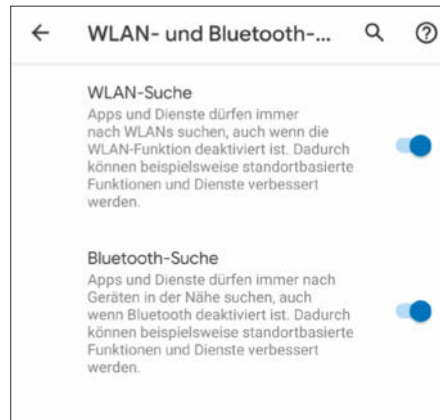 WLAN- und Bluetooth-...
WLAN-Suche
Apps und Dienste dürfen immer
nach WLANs suchen, auch wenn die
WLAN-Funktion deaktiviert ist. Dadurch
können beispielsweise standortbasierte
Funktionen und Dienste verbessert
werden.
Bluetooth-Suche
Apps und Dienste dürfen immer nach
Geräten in der Nähe suchen, auch
wenn Bluetooth deaktiviert ist. Dadurch
können beispielsweise standortbasierte
Funktionen und Dienste verbessert
werden.